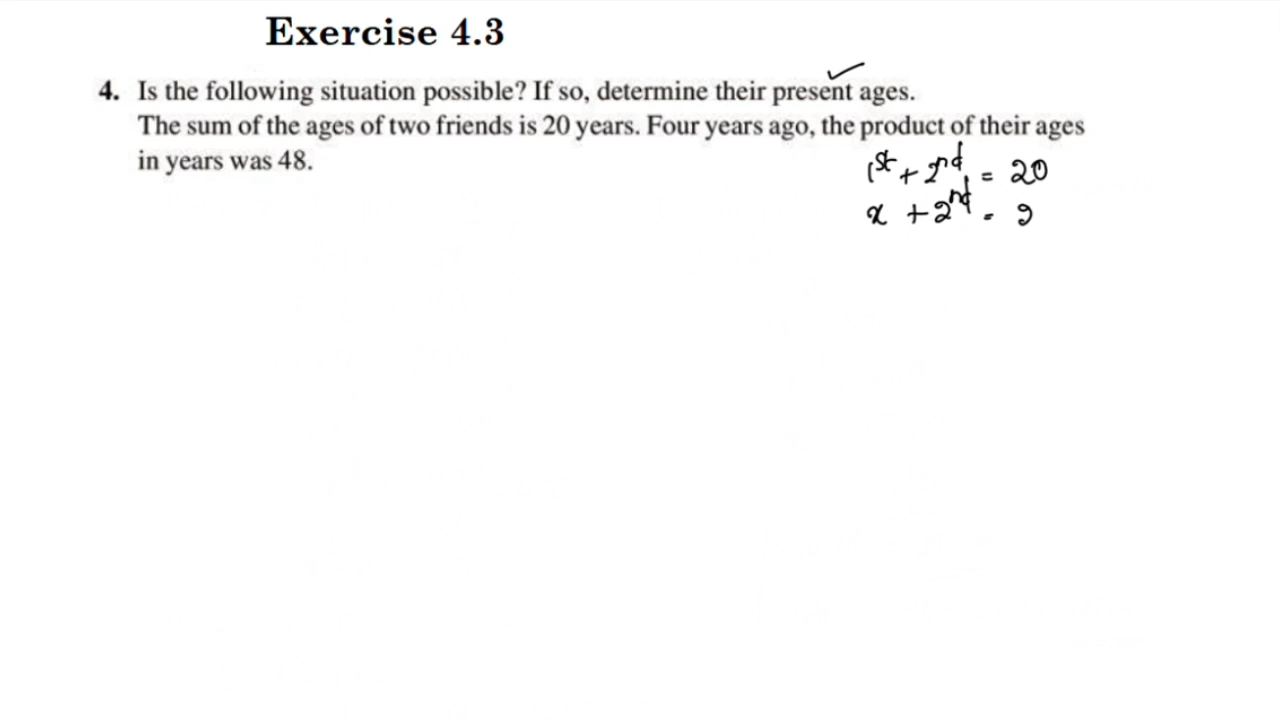 Exercise 4.3
4. Is the following situation possible? If so, determine their present ages.
The sum of the ages of two friends is 20 years. Four years ago, the product of their ages
in years was 48.
1st + 2nd = 20
x + 2nd = 2